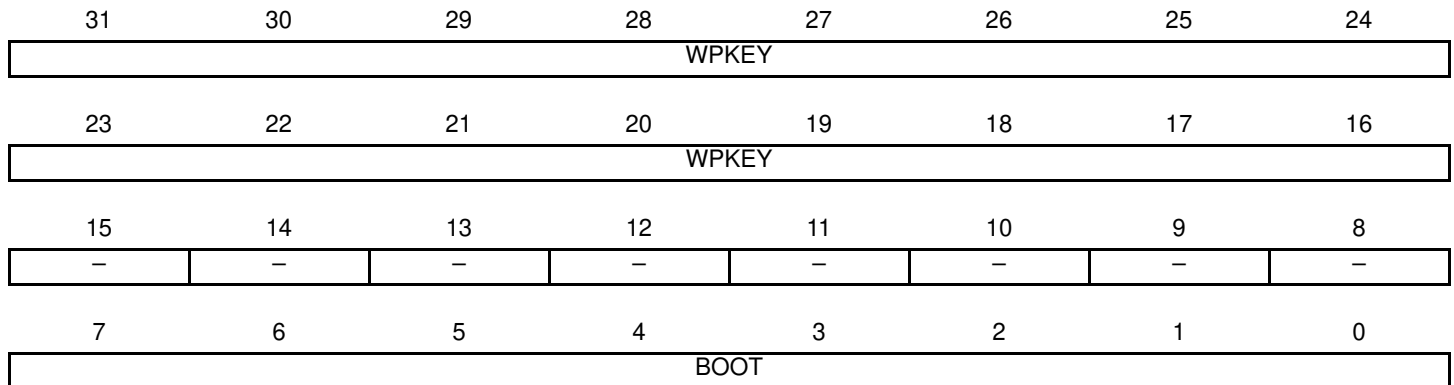 31 30 29 28 27 26 25 24
WPKEY
23 22 21 20 19 18 17 16
WPKEY
15 14 13 12 11 10 9 8
– – – – – – – –
7 6 5 4 3 2 1 0
BOOT